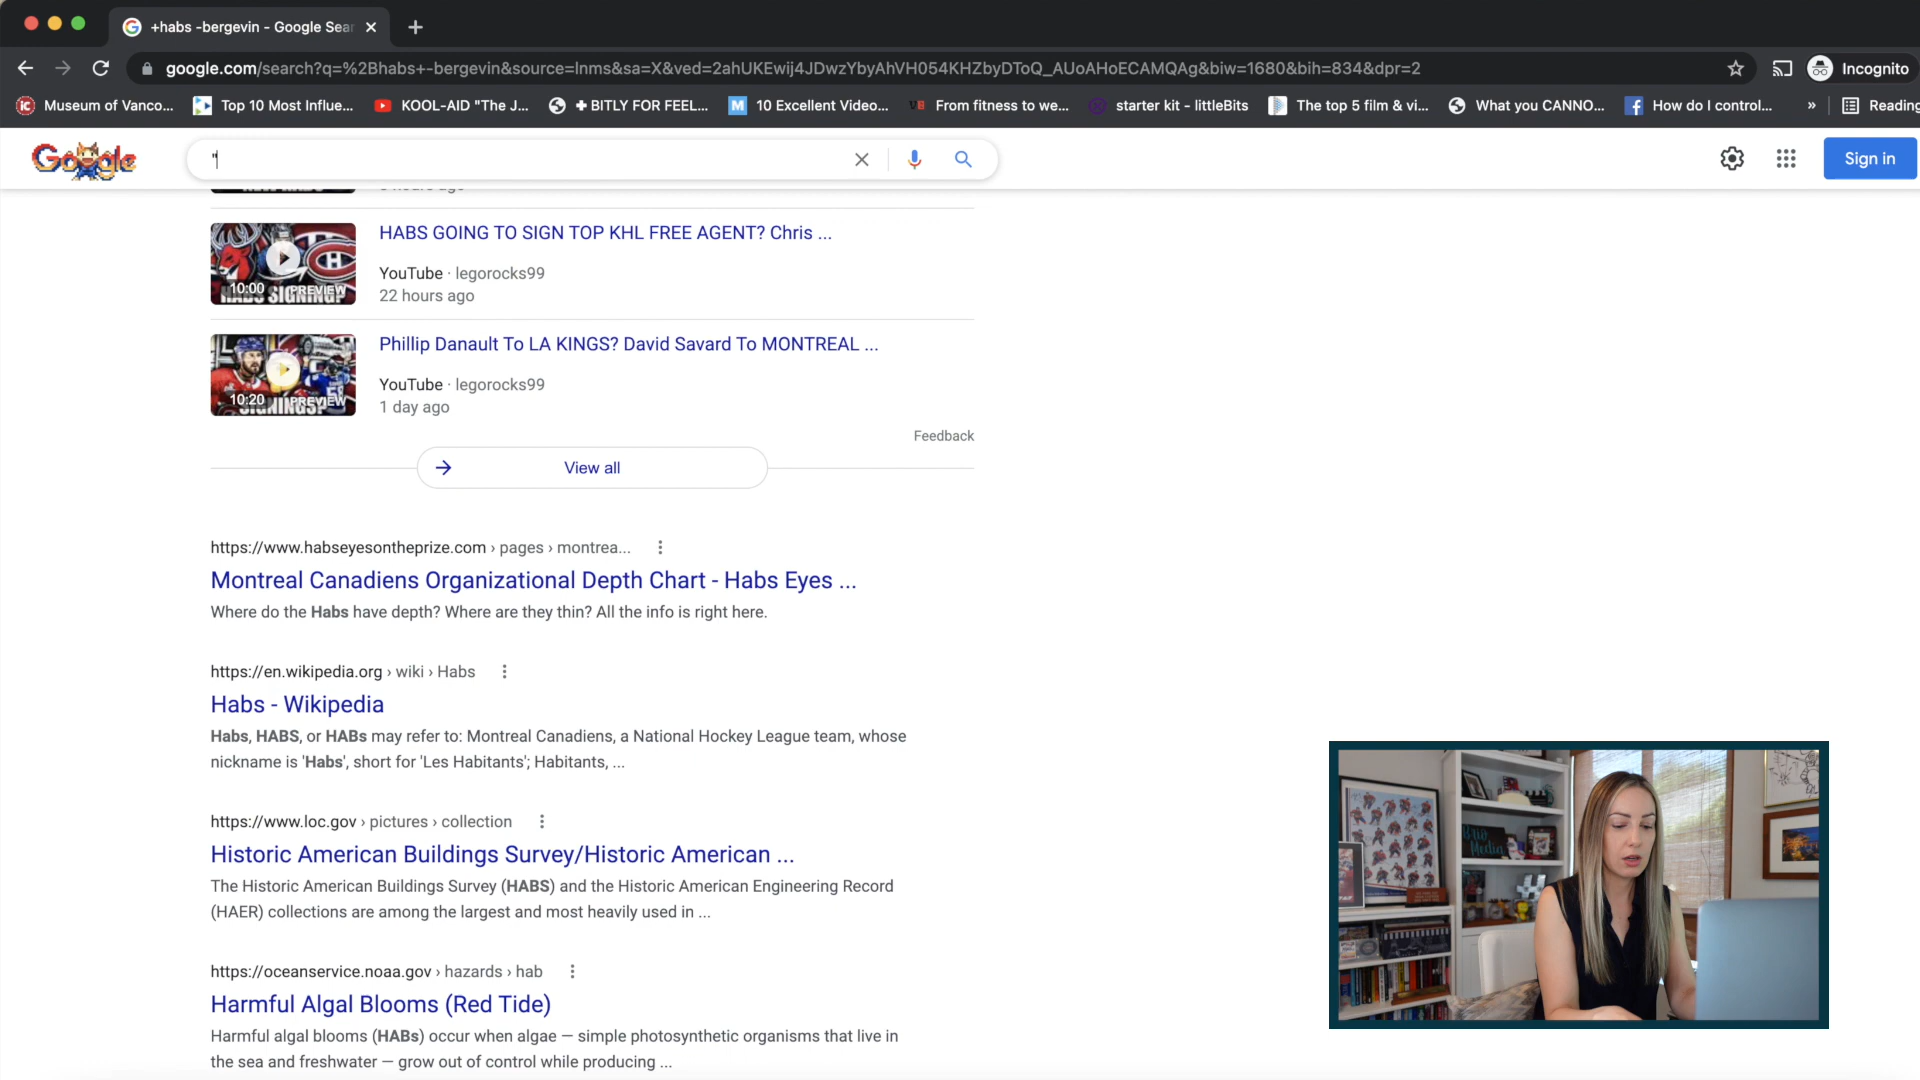 +habs -bergevin - Google Sear
google.com/search?q=%2Bhabs+-bergevin&source=lnms&sa=X&ved=2ahUKEwij4JDwzYbyAhVH054KHZbyDToQ_AUoAHoECAMQAg&biw=1680&bih=834&dpr=2
Incognito
Museum of Vanco...
Top 10 Most Influe...
KOOL-AID "The J...
+ BITLY FOR FEEL...
10 Excellent Video...
From fitness to we...
starter kit - littleBits
The top 5 film & vi...
What you CANNO...
How do I control...
»
Reading
Google
"
Sign in
HABS GOING TO SIGN TOP KHL FREE AGENT? Chris ...
YouTube · legorocks99
22 hours ago
10:00 PREVIEW
Phillip Danault To LA KINGS? David Savard To MONTREAL ...
YouTube · legorocks99
1 day ago
10:20 PREVIEW
Feedback
View all
https://www.habseyesontheprize.com › pages › montrea...
Montreal Canadiens Organizational Depth Chart - Habs Eyes ...
Where do the Habs have depth? Where are they thin? All the info is right here.
https://en.wikipedia.org › wiki › Habs
Habs - Wikipedia
Habs, HABS, or HABs may refer to: Montreal Canadiens, a National Hockey League team, whose
nickname is 'Habs', short for 'Les Habitants'; Habitants, ...
https://www.loc.gov › pictures › collection
Historic American Buildings Survey/Historic American ...
The Historic American Buildings Survey (HABS) and the Historic American Engineering Record
(HAER) collections are among the largest and most heavily used in ...
https://oceanservice.noaa.gov › hazards › hab
Harmful Algal Blooms (Red Tide)
Harmful algal blooms (HABs) occur when algae — simple photosynthetic organisms that live in
the sea and freshwater — grow out of control while producing ...